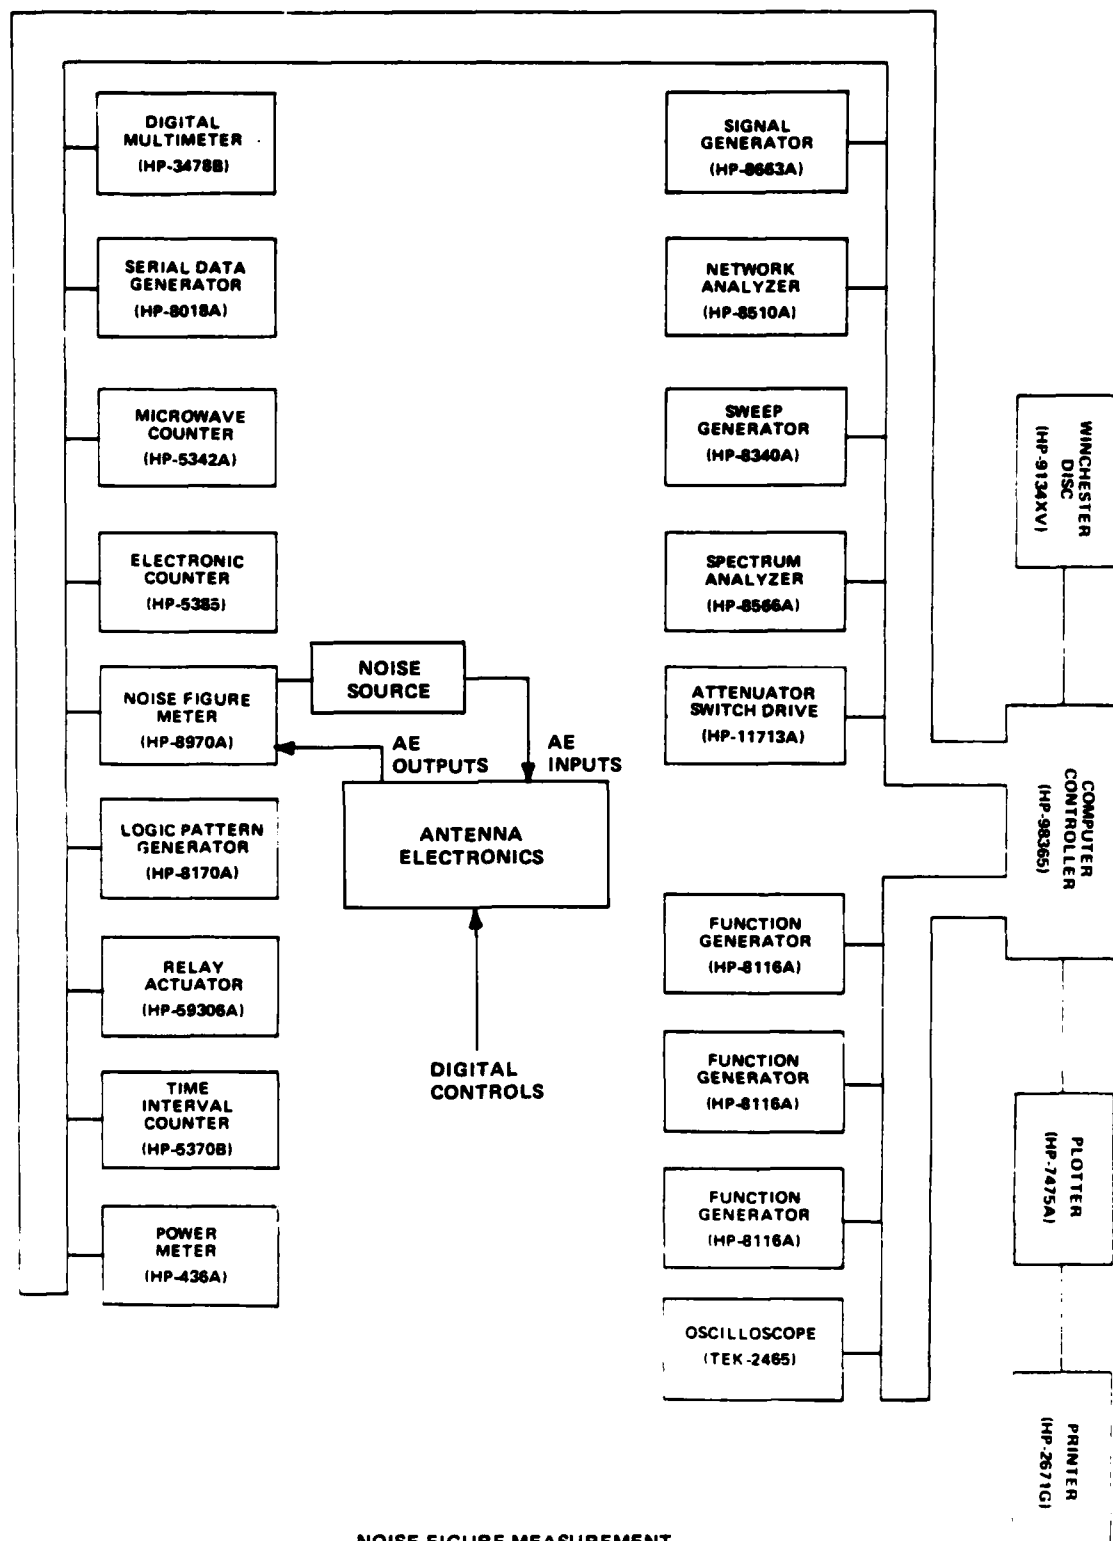 DIGITAL
MULTIMETER
(HP-3478B)
SERIAL DATA
GENERATOR
(HP-8018A)
MICROWAVE
COUNTER
(HP-5342A)
ELECTRONIC
COUNTER
(HP-5385)
NOISE FIGURE
METER
(HP-8970A)
LOGIC PATTERN
GENERATOR
(HP-8170A)
RELAY
ACTUATOR
(HP-59306A)
TIME
INTERVAL
COUNTER
(HP-5370B)
POWER
METER
(HP-436A)
NOISE
SOURCE
AE
OUTPUTS
AE
INPUTS
ANTENNA
ELECTRONICS
DIGITAL
CONTROLS
SIGNAL
GENERATOR
(HP-8663A)
NETWORK
ANALYZER
(HP-8510A)
SWEEP
GENERATOR
(HP-8340A)
SPECTRUM
ANALYZER
(HP-8566A)
ATTENUATOR
SWITCH DRIVE
(HP-11713A)
FUNCTION
GENERATOR
(HP-8116A)
FUNCTION
GENERATOR
(HP-8116A)
FUNCTION
GENERATOR
(HP-8116A)
OSCILLOSCOPE
(TEK-2465)
WINCHESTER
DISC
(HP-9134XV)
COMPUTER
CONTROLLER
(HP-98365)
PLOTTER
(HP-7475A)
PRINTER
(HP-2671G)
NOISE FIGURE MEASUREMENT